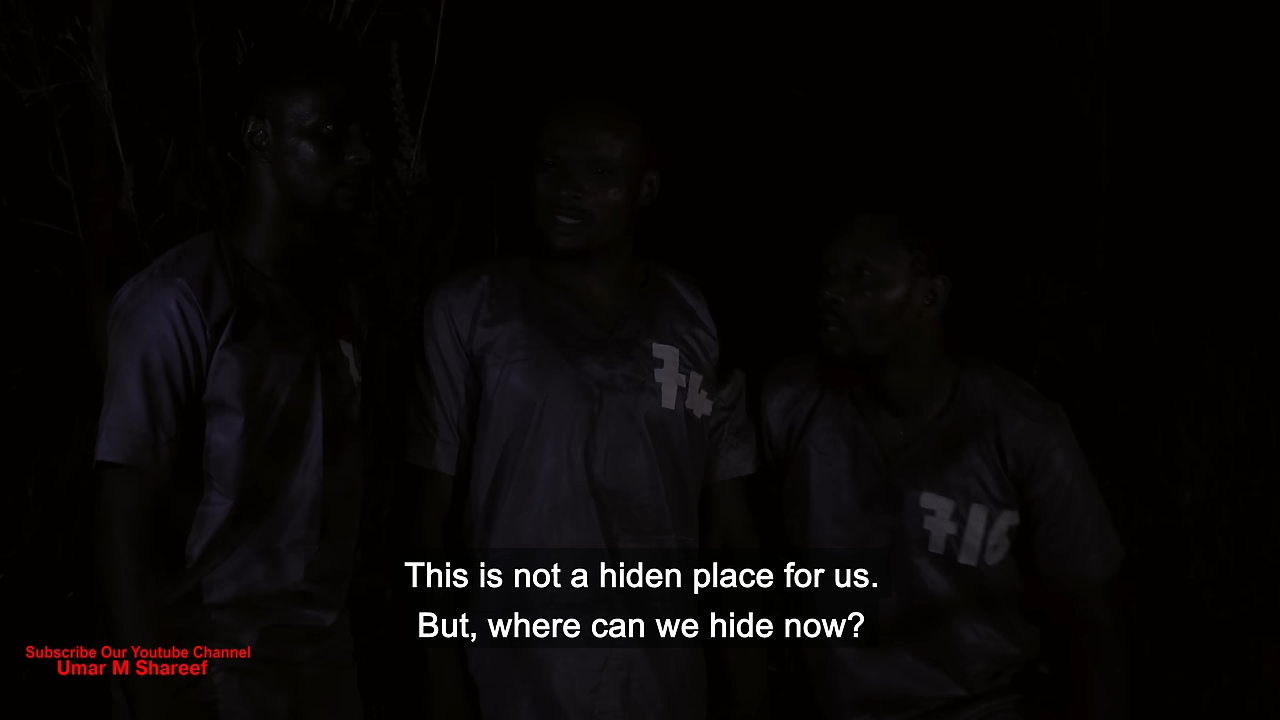 74
716
This is not a hiden place for us.
But, where can we hide now?
Subscribe Our Youtube Channel
Umar M Shareef